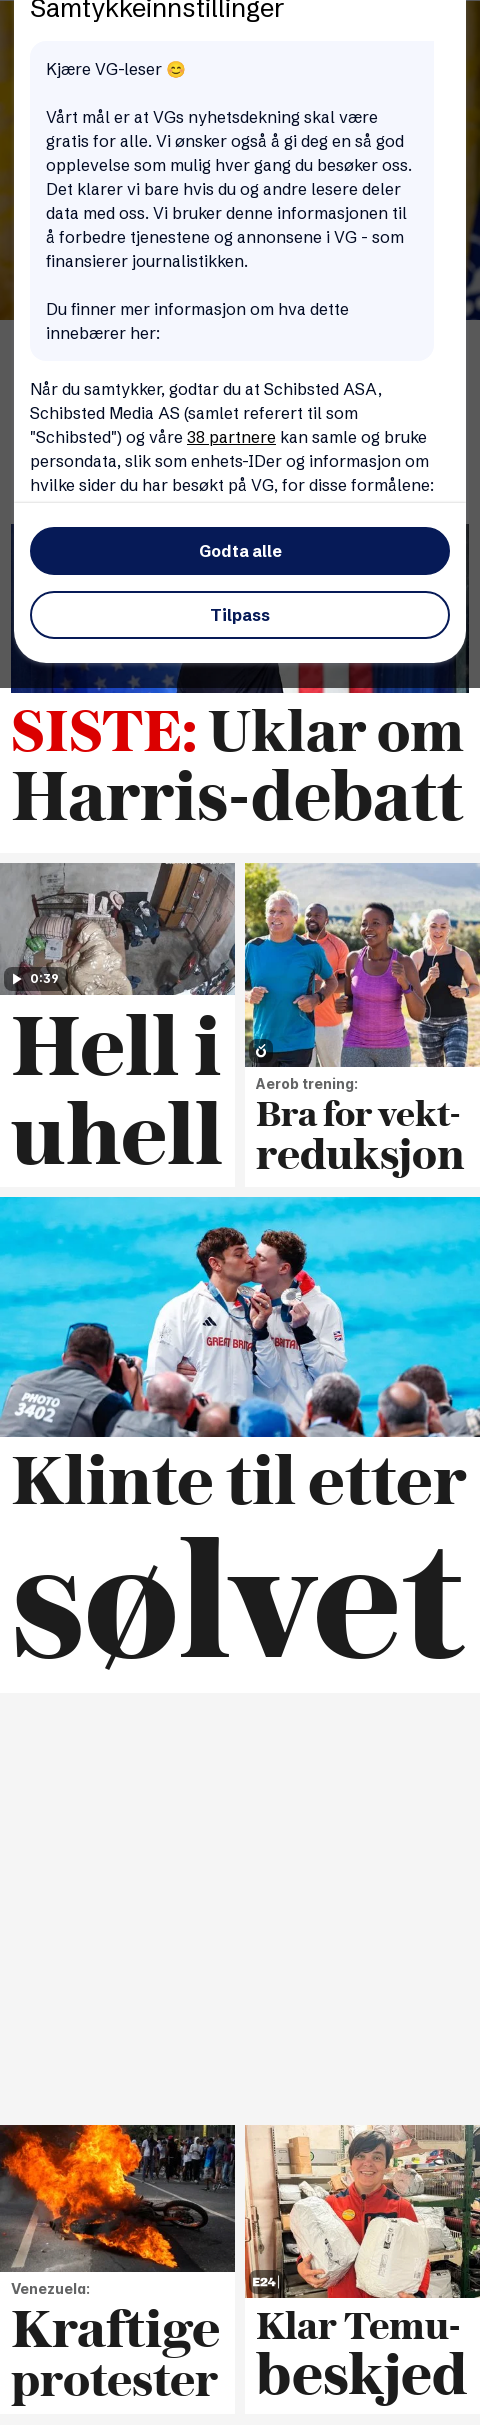 Samtykkeinnstillinger
Kjære VG-leser 😊
Vårt mål er at VGs nyhetsdekning skal være
gratis for alle. Vi ønsker også å gi deg en så god
opplevelse som mulig hver gang du besøker oss.
Det klarer vi bare hvis du og andre lesere deler
data med oss. Vi bruker denne informasjonen til
å forbedre tjenestene og annonsene i VG - som
finansierer journalistikken.
Du finner mer informasjon om hva dette
innebærer her:
Når du samtykker, godtar du at Schibsted ASA,
Schibsted Media AS (samlet referert til som
"Schibsted") og våre 38 partnere kan samle og bruke
persondata, slik som enhets-IDer og informasjon om
hvilke sider du har besøkt på VG, for disse formålene:
Godta alle
Tilpass
SISTE: Uklar om
Harris-debatt
0:39
Hell i
uhell
Aerob trening:
Bra for vekt-
reduksjon
GREAT BRITA
BRITAIN
PHOTO
3402
Klinte til etter
sølvet
Venezuela:
Kraftige
protester
E24
Klar Temu-
beskjed